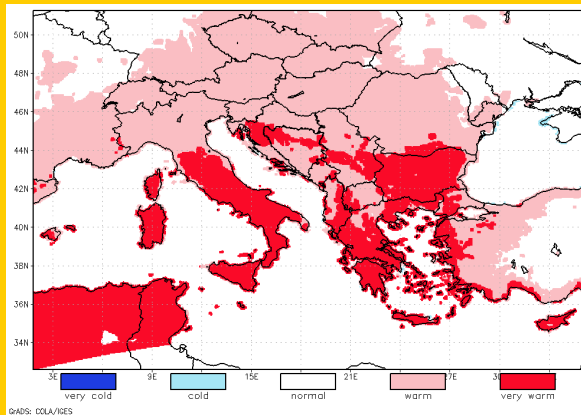 50N
48N
46N
44N
42N
40N
38N
36N
34N
3E 9E 15E 21E 27E
very cold cold normal warm very warm
GrADS: COLA/IGES